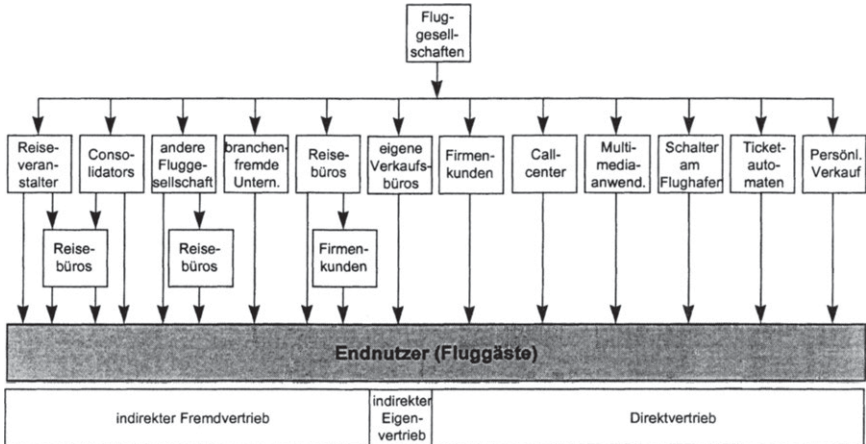 Flug-
gesell-
schaften
Reise-
veran-
stalter
Conso-
lidators
andere
Flugge-
sellschaft
branchen-
fremde
Untern.
Reise-
büros
eigene
Verkaufs-
büros
Firmen-
kunden
Call-
center
Multi-
media-
anwend.
Schalter
am
Flughafer
Ticket-
auto-
maten
Persönl.
Verkauf
Reise-
büros
Reise-
büros
Firmen-
kunden
Endnutzer (Fluggäste)
indirekter Fremdvertrieb
indirekter
Eigen-
vertrieb
Direktvertrieb